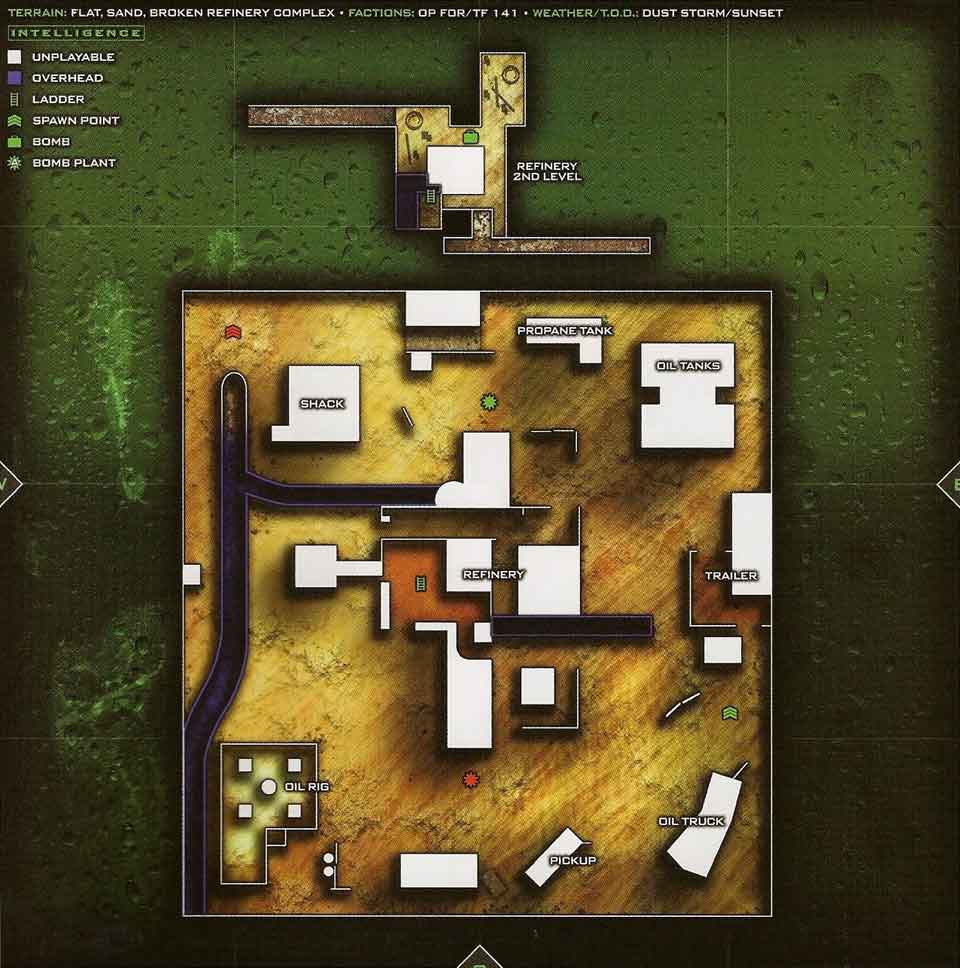 TERRAIN: FLAT, SAND, BROKEN REFINERY COMPLEX • FACTIONS: OP FOR/TF 141 • WEATHER/T.O.D.: DUST STORM/SUNSET
INTELLIGENCE
UNPLAYABLE
OVERHEAD
LADDER
SPAWN POINT
BOMB
BOMB PLANT
REFINERY
2ND LEVEL
PROPANE TANK
OIL TANKS
SHACK
REFINERY
TRAILER
OIL RIG
OIL TRUCK
PICKUP